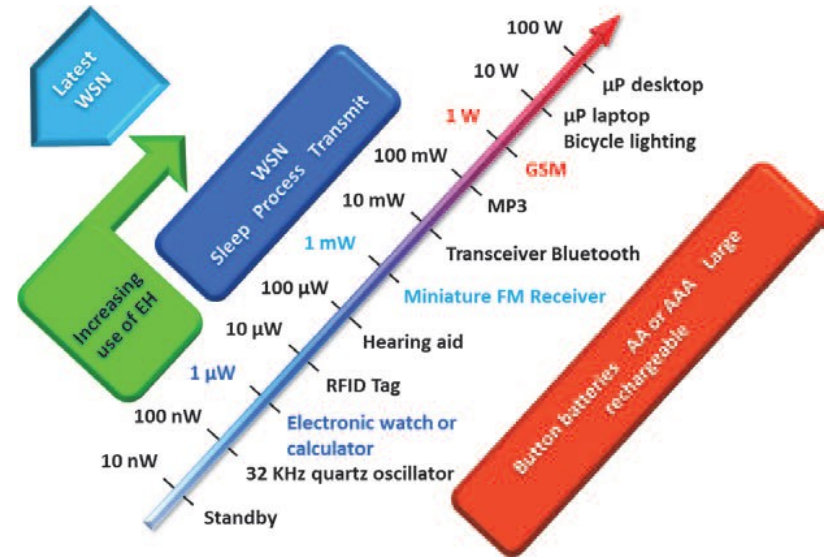 Latest
WSN
WSN
Sleep Process Transmit
Increasing
use of EH
100 W
10 W
1 W
100 mW
10 mW
1 mW
100 µW
10 µW
1 µW
100 nW
10 nW
µP desktop
µP laptop
Bicycle lighting
GSM
MP3
Transceiver Bluetooth
Miniature FM Receiver
Hearing aid
RFID Tag
Electronic watch or
calculator
32 KHz quartz oscillator
Standby
Button batteries AA or AAA Large
rechargeable